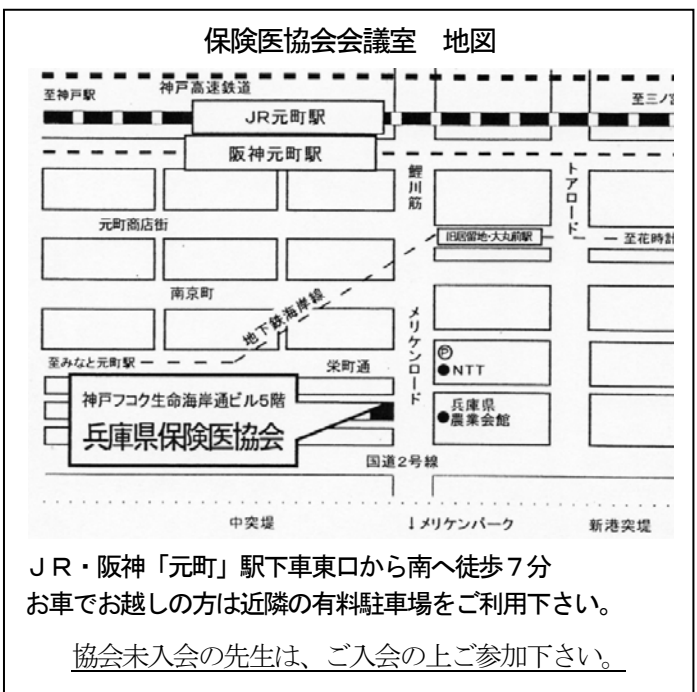 保険医協会会議室　地図
至神戸駅
神戸高速鉄道
至三ノ宮
JR元町駅
阪神元町駅
鯉川筋
トアロード
元町商店街
旧居留地・大丸前駅
至花時計
南京町
地下鉄海岸線
メリケンロード
至みなと元町駅
栄町通
Ⓟ
●NTT
神戸フコク生命海岸通ビル5階
兵庫県保険医協会
兵庫県
●農業会館
国道2号線
中突堤
↓メリケンパーク
新港突堤
ＪＲ・阪神「元町」駅下車東口から南へ徒歩７分
お車でお越しの方は近隣の有料駐車場をご利用下さい。
協会未入会の先生は、ご入会の上ご参加下さい。